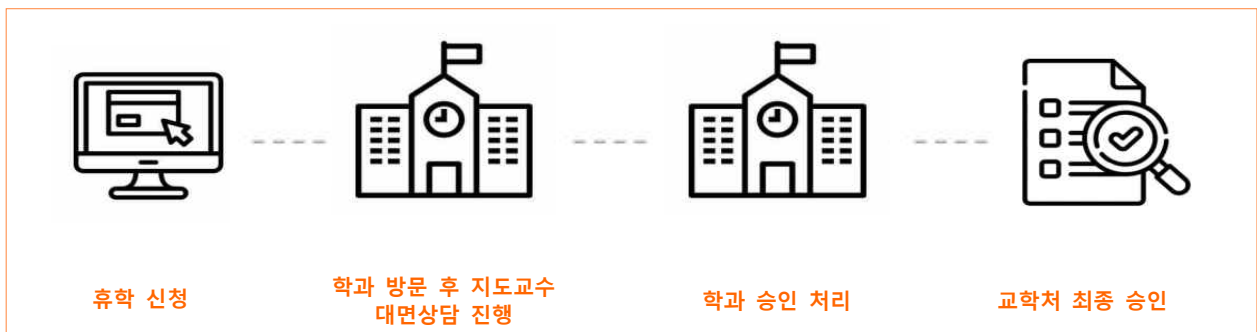 휴학 신청
학과 방문 후 지도교수
대면상담 진행
학과 승인 처리
교학처 최종 승인